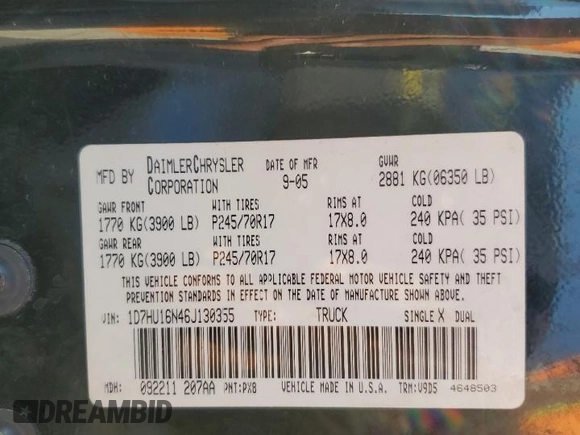 MFD BY DAIMLERCHRYSLER CORPORATION DATE OF MFR 9-05 GVWR 2881 KG(06350 LB)
GAWR FRONT WITH TIRES RIMS AT COLD
1770 KG(3900 LB) P245/70R17 17X8.0 240 KPA( 35 PSI)
GAWR REAR WITH TIRES RIMS AT COLD
1770 KG(3900 LB) P245/70R17 17X8.0 240 KPA( 35 PSI)
THIS VEHICLE CONFORMS TO ALL APPLICABLE FEDERAL MOTOR VEHICLE SAFETY AND THEFT
PREVENTION STANDARDS IN EFFECT ON THE DATE OF MANUFACTURE SHOWN ABOVE.
VIN: 1D7HU16N46J130355 TYPE: TRUCK SINGLE X DUAL
MDH: 092211 207AA PNT:PXB VEHICLE MADE IN U.S.A. TRM:V9D5 4648503
DREAMBID